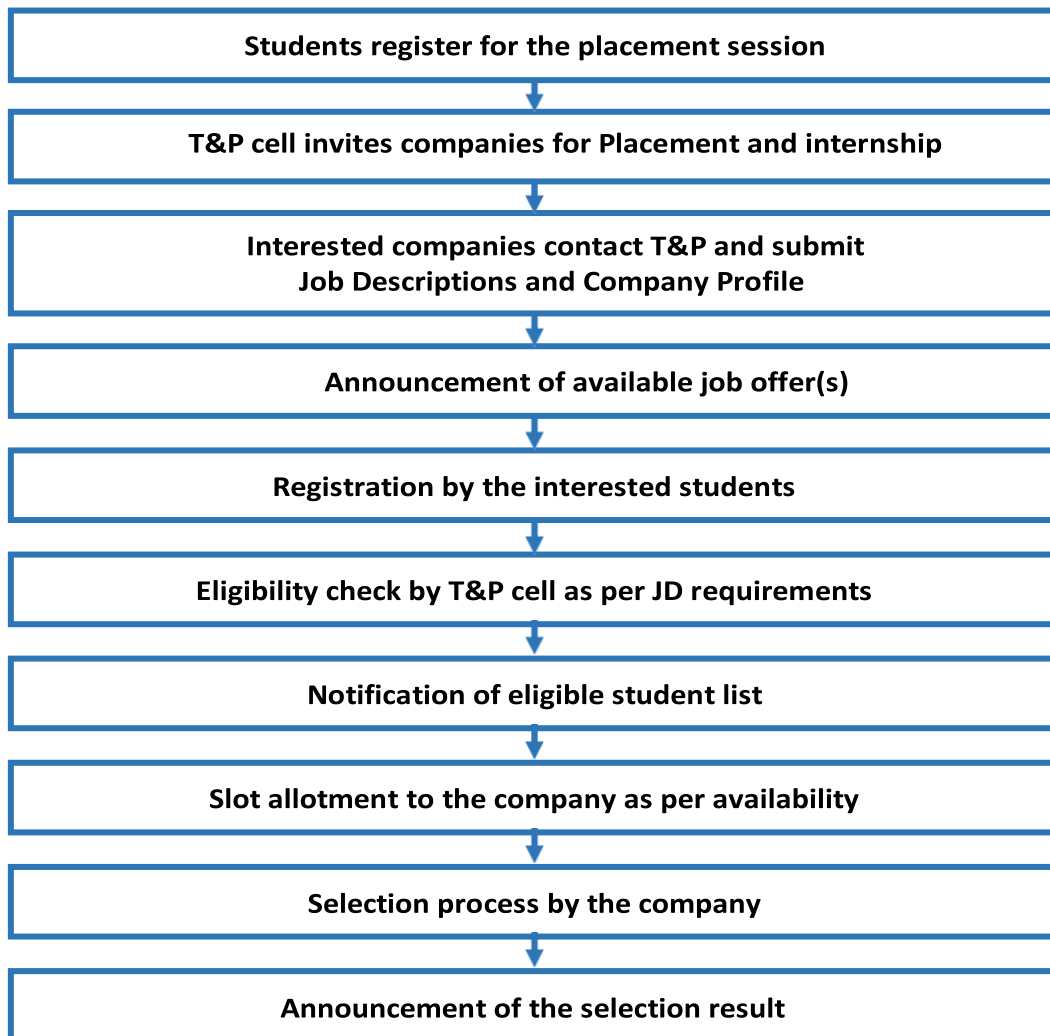 Students register for the placement session
T&P cell invites companies for Placement and internship
Interested companies contact T&P and submit
Job Descriptions and Company Profile
Announcement of available job offer(s)
Registration by the interested students
Eligibility check by T&P cell as per JD requirements
Notification of eligible student list
Slot allotment to the company as per availability
Selection process by the company
Announcement of the selection result